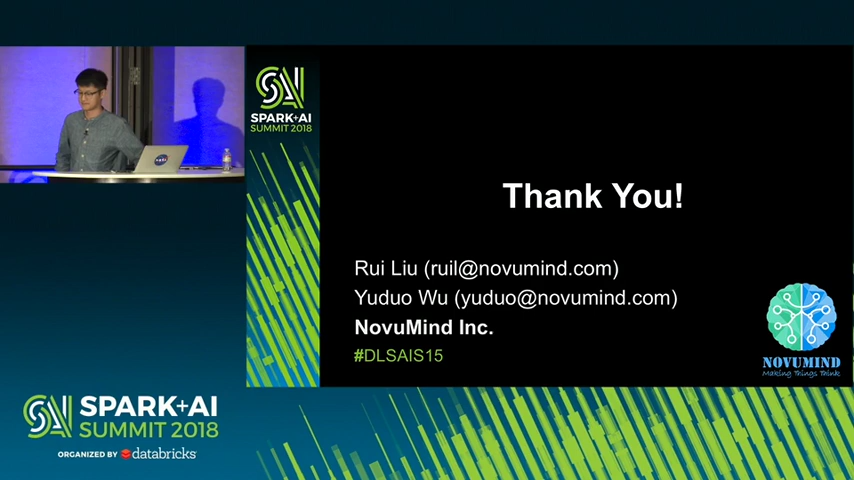 SPARK+AI
SUMMIT 2018
Thank You!
Rui Liu (ruil@novumind.com)
Yuduo Wu (yuduo@novumind.com)
NovuMind Inc.
#DLSAIS15
NOVUMIND
Making Things Think
SPARK+AI
SUMMIT 2018
ORGANIZED BY databricks